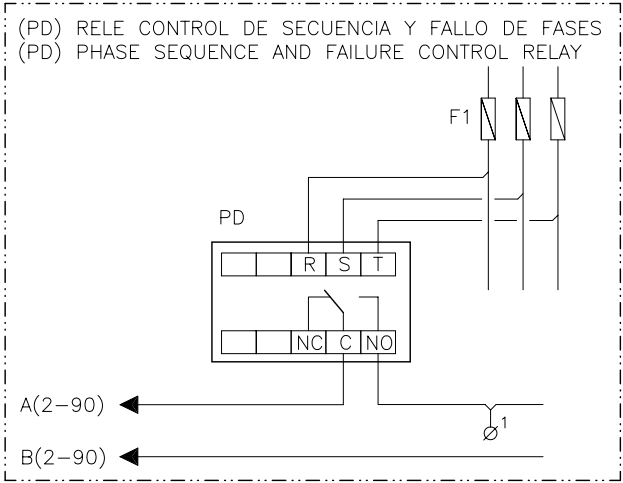 (PD) RELE CONTROL DE SECUENCIA Y FALLO DE FASES
(PD) PHASE SEQUENCE AND FAILURE CONTROL RELAY
F1
PD
R S T
NC C NO
A(2-90)
1
B(2-90)